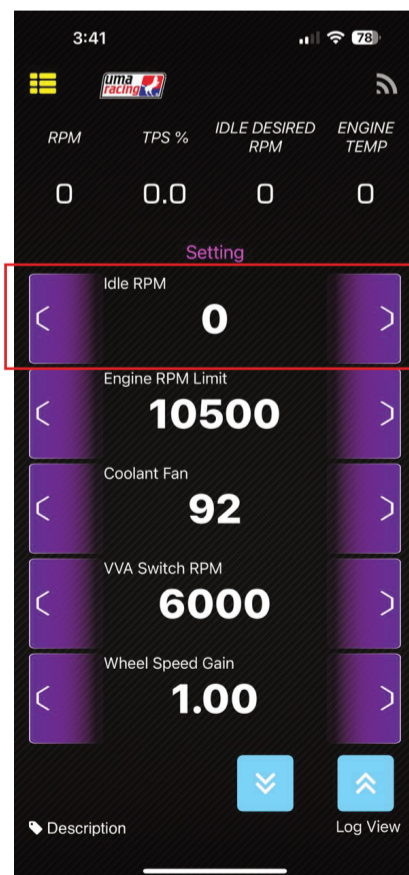 3:41
78
uma
racing
RPM TPS % IDLE DESIRED RPM ENGINE TEMP
0 0.0 0 0
Setting
Idle RPM
0
Engine RPM Limit
10500
Coolant Fan
92
VVA Switch RPM
6000
Wheel Speed Gain
1.00
Description Log View